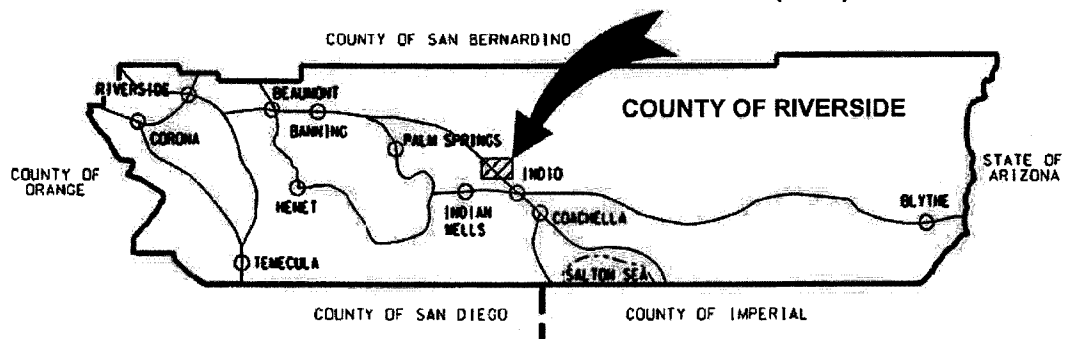 COUNTY OF SAN BERNARDINO
RIVERSIDE
BEAUMONT
COUNTY OF RIVERSIDE
CORONA
BANNING
PALM SPRINGS
COUNTY OF
ORANGE
STATE OF
ARIZONA
HEMET
INDIO
INDIAN
WELLS
COACHELLA
BLYTHE
TEMECULA
SALTON SEA
COUNTY OF SAN DIEGO
COUNTY OF IMPERIAL